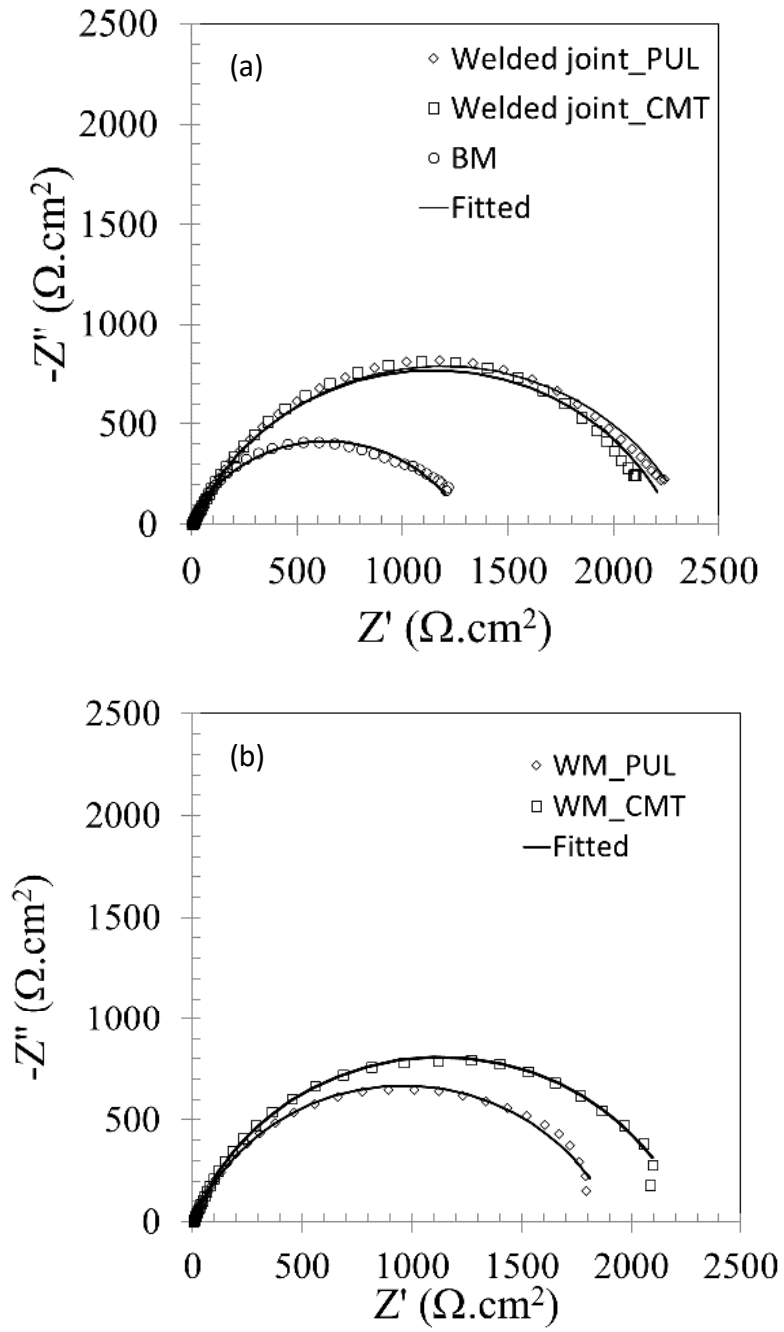 2500
(a)
Welded joint_PUL
2000
Welded joint_CMT
BM
1500
Fitted
-Z" (Ω.cm²)
1000
500
0
0 500 1000 1500 2000 2500
Z' (Ω.cm²)
2500
(b)
WM_PUL
2000
WM_CMT
Fitted
1500
-Z" (Ω.cm²)
1000
500
0
0 500 1000 1500 2000 2500
Z' (Ω.cm²)